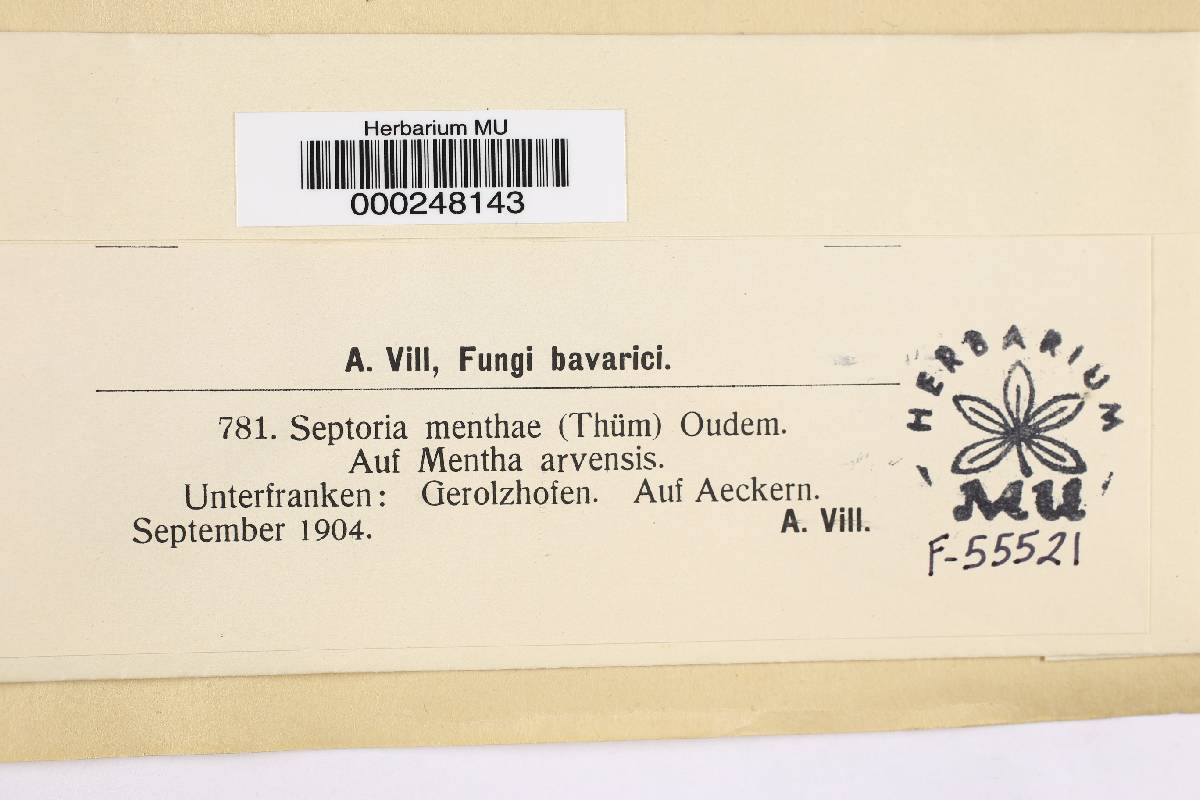 Herbarium MU
000248143
A. Vill, Fungi bavarici.
781. Septoria menthae (Thüm) Oudem.
Auf Mentha arvensis.
Unterfranken: Gerolzhofen. Auf Aeckern.
September 1904.
A. Vill.
HERBARIUM
MU
F-55521